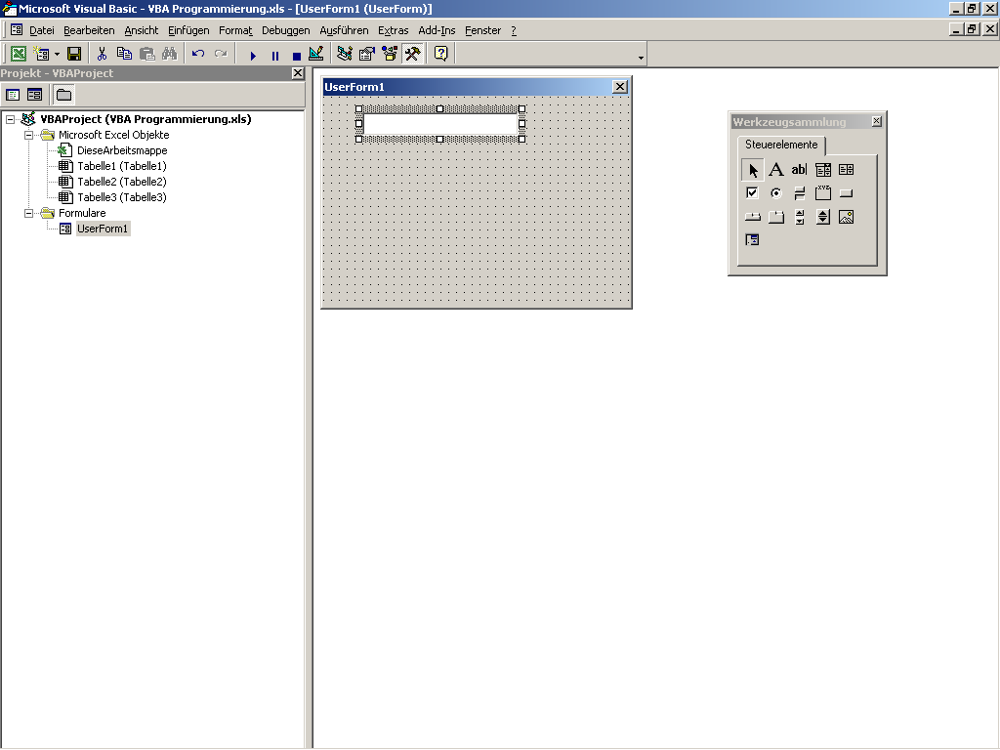 Microsoft Visual Basic - VBA Programmierung.xls - [UserForm1 (UserForm)]
Datei Bearbeiten Ansicht Einfügen Format Debuggen Ausführen Extras Add-Ins Fenster ?
Projekt - VBAProject
VBAProject (VBA Programmierung.xls)
Microsoft Excel Objekte
DieseArbeitsmappe
Tabelle1 (Tabelle1)
Tabelle2 (Tabelle2)
Tabelle3 (Tabelle3)
Formulare
UserForm1
UserForm1
Werkzeugsammlung
Steuerelemente
A ab|
XYZ